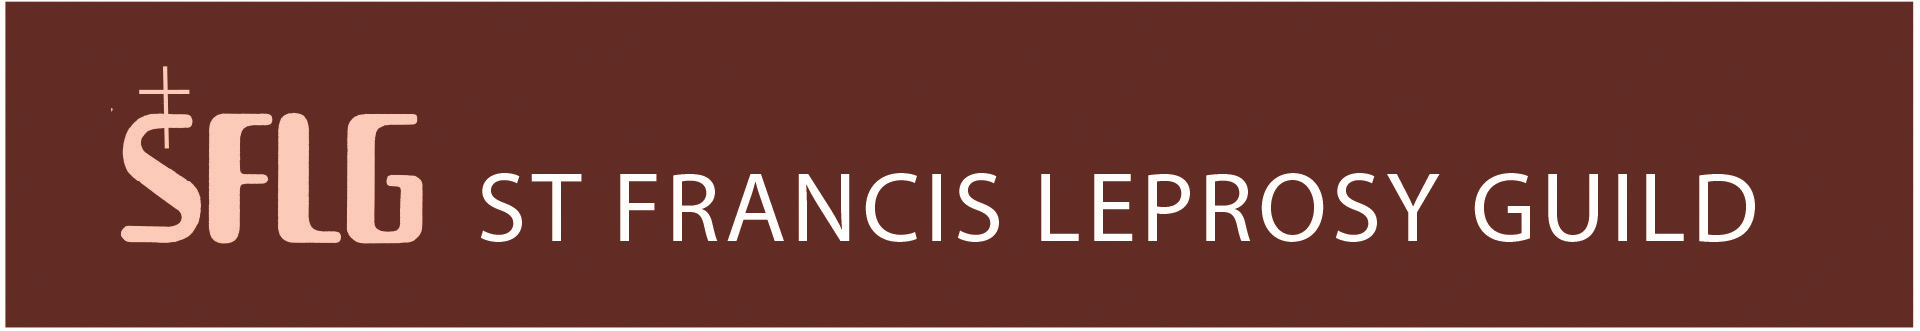 SFLG ST FRANCIS LEPROSY GUILD